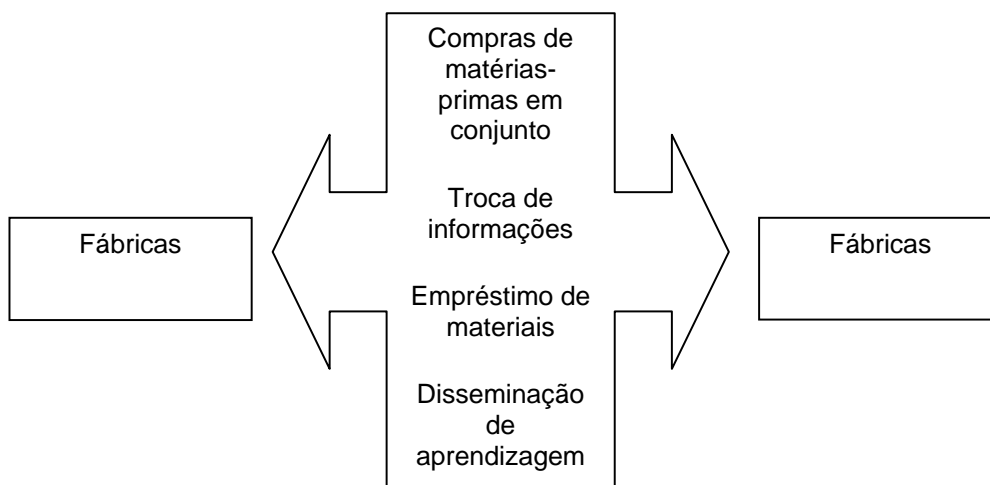 Compras de
matérias-
primas em
conjunto
Troca de
informações
Fábricas
Fábricas
Empréstimo de
materiais
Disseminação
de
aprendizagem